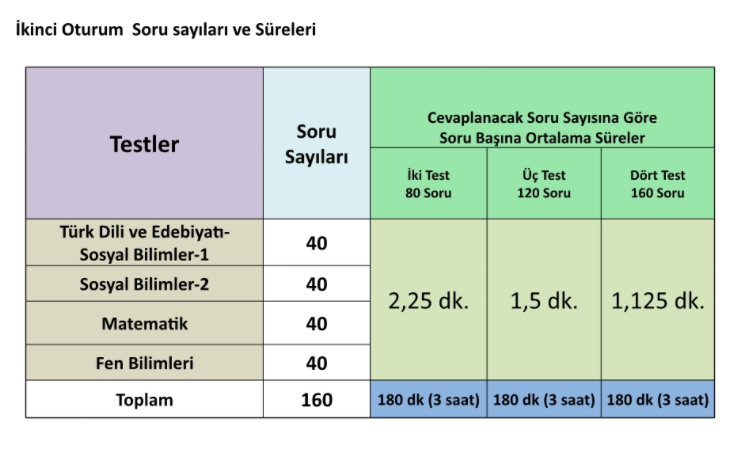 İkinci Oturum Soru sayıları ve Süreleri
Testler
Soru
Sayıları
Cevaplanacak Soru Sayısına Göre
Soru Başına Ortalama Süreler
İki Test
80 Soru
Üç Test
120 Soru
Dört Test
160 Soru
Türk Dili ve Edebiyatı-
Sosyal Bilimler-1
40
Sosyal Bilimler-2
40
Matematik
40
Fen Bilimleri
40
2,25 dk.
1,5 dk.
1,125 dk.
Toplam
160
180 dk (3 saat)
180 dk (3 saat)
180 dk (3 saat)